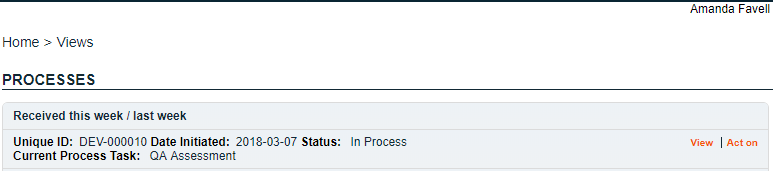 Amanda Favell
Home > Views
PROCESSES
Received this week / last week
Unique ID: DEV-000010 Date Initiated: 2018-03-07 Status: In Process View | Act on
Current Process Task: QA Assessment